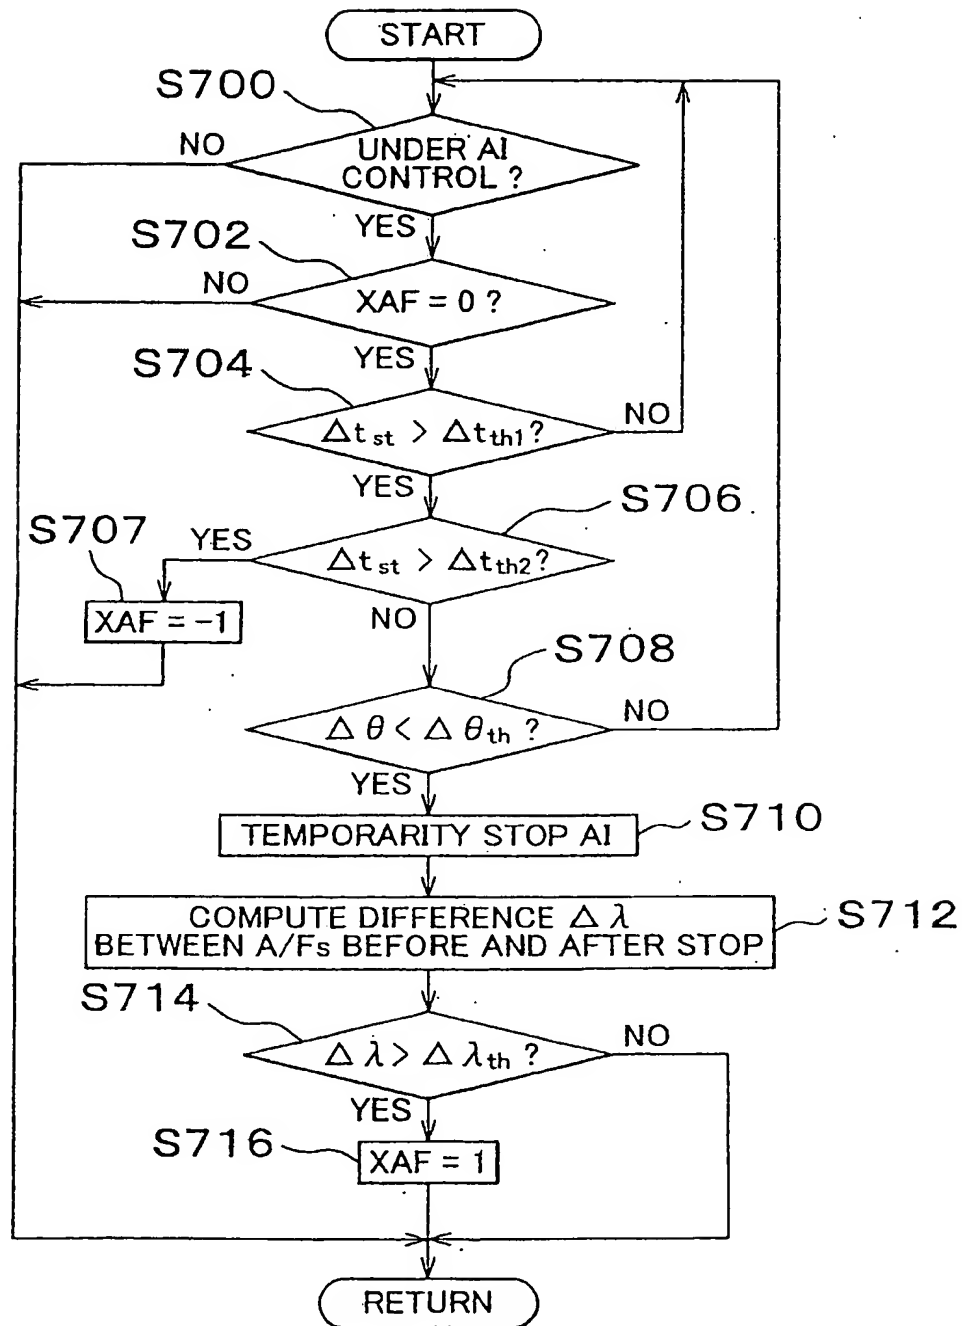 START
S700
NO
UNDER AI
CONTROL ?
YES
S702
NO
XAF = 0 ?
YES
S704
NO
Δt st > Δt th1 ?
YES
S706
S707
YES
Δt st > Δt th2 ?
XAF = -1
NO
S708
NO
Δ θ < Δ θ th ?
YES
TEMPORARITY STOP AI
S710
COMPUTE DIFFERENCE Δ λ
BETWEEN A/Fs BEFORE AND AFTER STOP
S712
S714
NO
Δ λ > Δ λ th ?
YES
S716
XAF = 1
RETURN